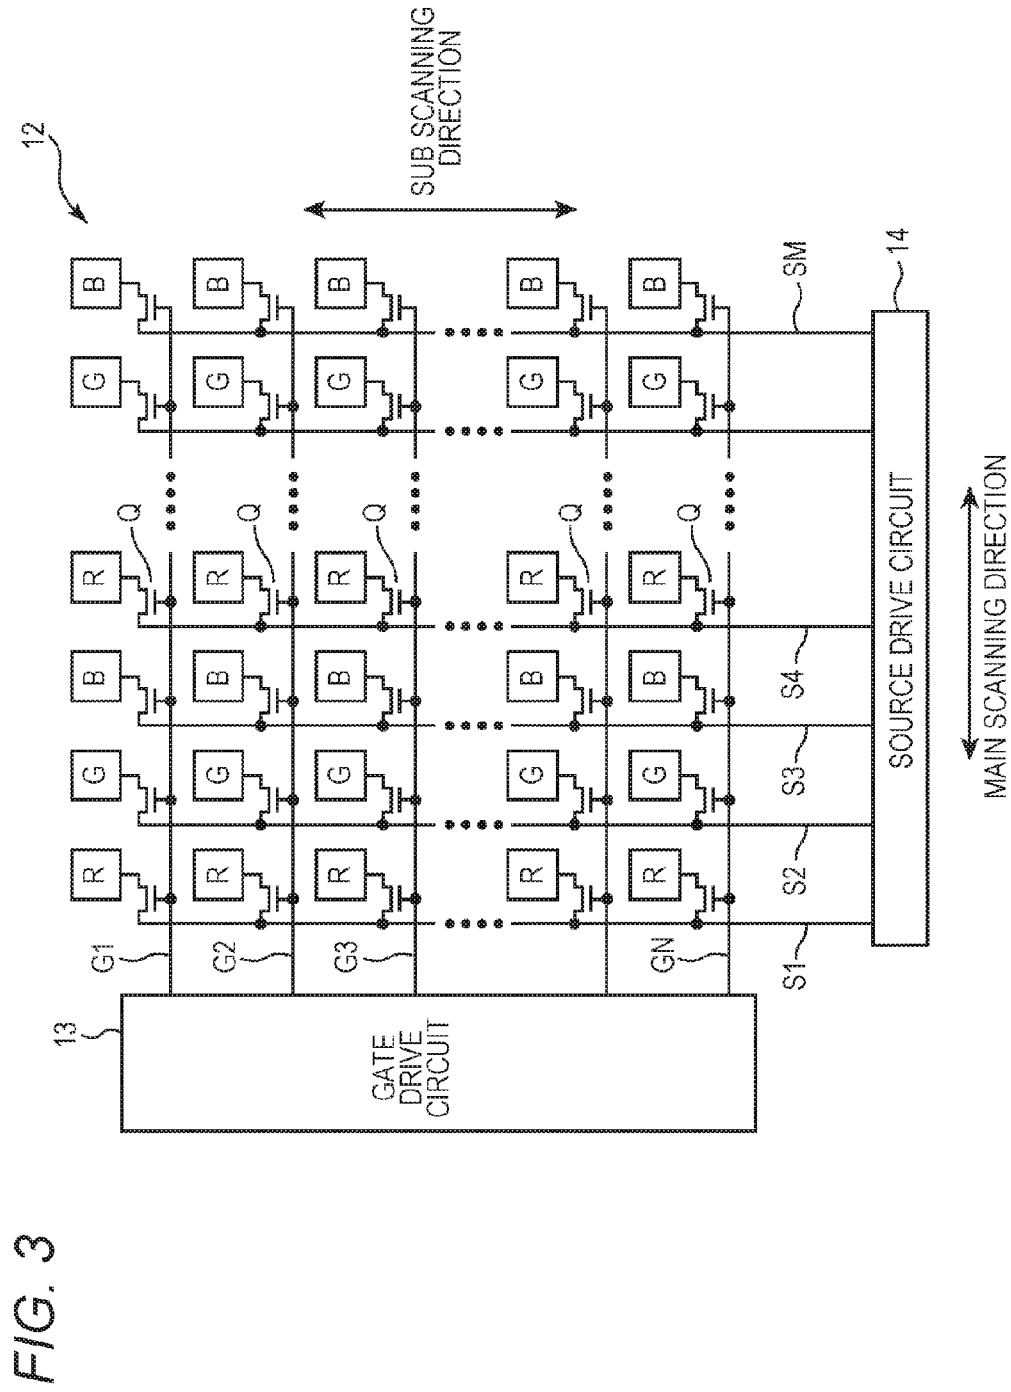 FIG. 3
12
13
R G B R G B
G1
Q
R G B R G B
G2
Q
R G B R G B
G3
Q
GATE
DRIVE
CIRCUIT
SUB SCANNING
DIRECTION
R G B R G B
Q
R G B R G B
GN
Q
S1 S2 S3 S4 SM
SOURCE DRIVE CIRCUIT
14
MAIN SCANNING DIRECTION